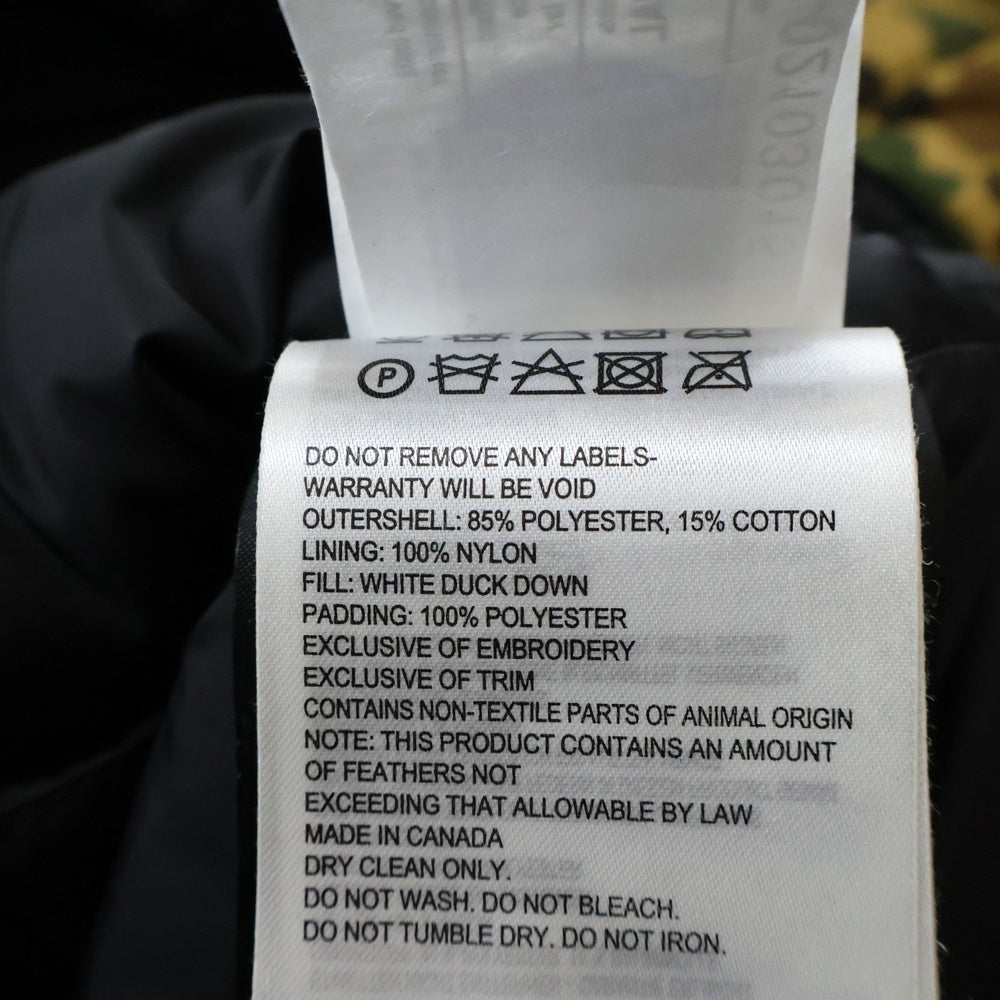 P
DO NOT REMOVE ANY LABELS-
WARRANTY WILL BE VOID
OUTERSHELL: 85% POLYESTER, 15% COTTON
LINING: 100% NYLON
FILL: WHITE DUCK DOWN
PADDING: 100% POLYESTER
EXCLUSIVE OF EMBROIDERY
EXCLUSIVE OF TRIM
CONTAINS NON-TEXTILE PARTS OF ANIMAL ORIGIN
NOTE: THIS PRODUCT CONTAINS AN AMOUNT
OF FEATHERS NOT
EXCEEDING THAT ALLOWABLE BY LAW
MADE IN CANADA
DRY CLEAN ONLY.
DO NOT WASH. DO NOT BLEACH.
DO NOT TUMBLE DRY. DO NOT IRON.